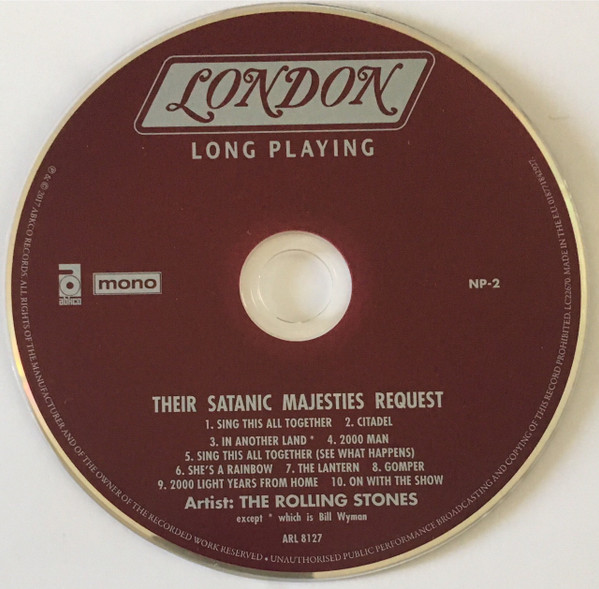 LONDON
LONG PLAYING
abkco
mono
NP-2
THEIR SATANIC MAJESTIES REQUEST
1. SING THIS ALL TOGETHER 2. CITADEL
3. IN ANOTHER LAND * 4. 2000 MAN
5. SING THIS ALL TOGETHER (SEE WHAT HAPPENS)
6. SHE'S A RAINBOW 7. THE LANTERN 8. GOMPER
9. 2000 LIGHT YEARS FROM HOME 10. ON WITH THE SHOW
Artist: THE ROLLING STONES
except * which is Bill Wyman
ARL 8127
℗ © 2017 ABKCO RECORDS. ALL RIGHTS OF THE MANUFACTURER AND OF THE OWNER OF THE RECORDED WORK RESERVED • UNAUTHORISED PUBLIC PERFORMANCE BROADCASTING AND COPYING OF THIS RECORD PROHIBITED. LC22670. MADE IN THE EU